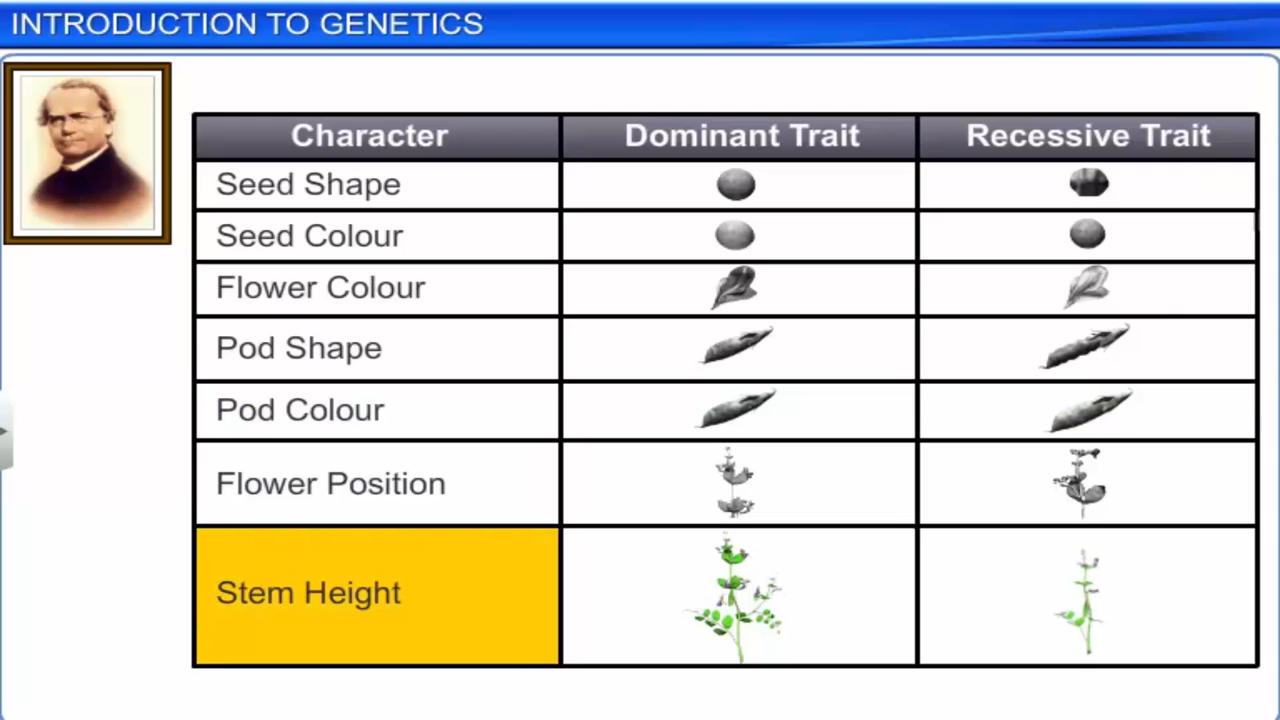 INTRODUCTION TO GENETICS
Character Dominant Trait Recessive Trait
Seed Shape
Seed Colour
Flower Colour
Pod Shape
Pod Colour
Flower Position
Stem Height